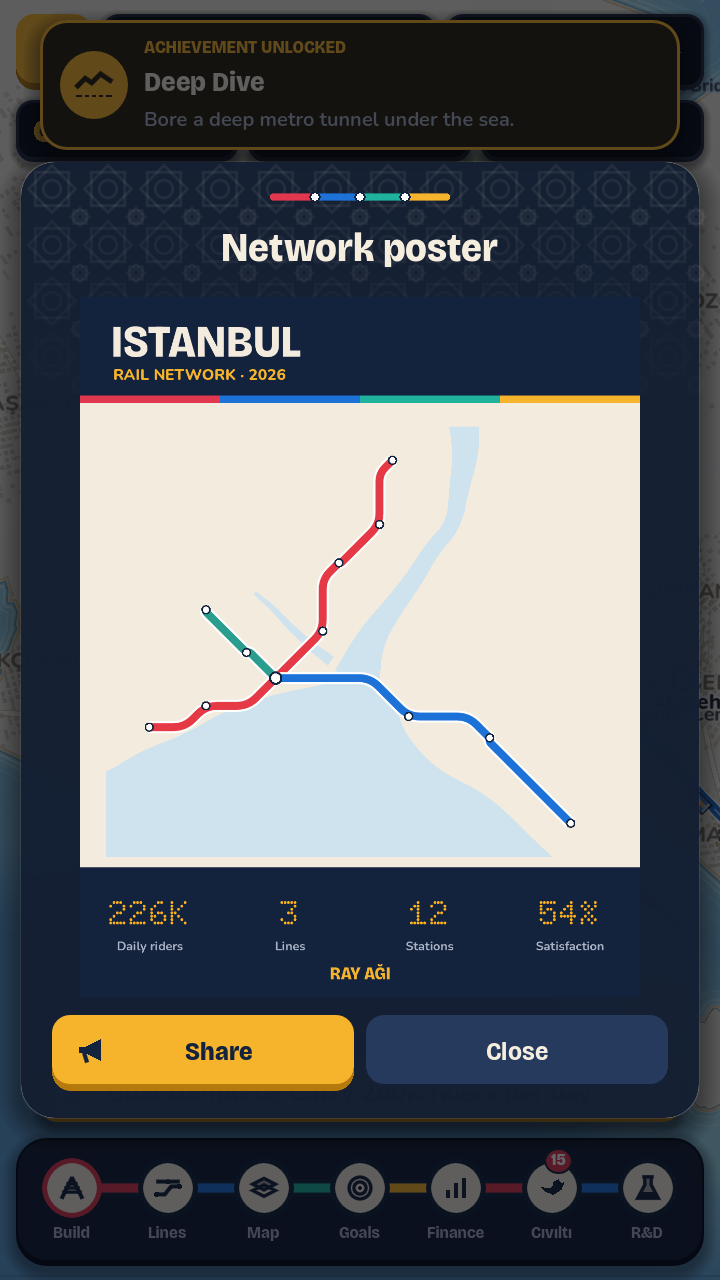 ACHIEVEMENT UNLOCKED
Deep Dive
Bore a deep metro tunnel under the sea.
Network poster
ISTANBUL
RAIL NETWORK · 2026
226K
3
12
54%
Daily riders
Lines
Stations
Satisfaction
RAY AĞI
Share
Close
15
Build
Lines
Map
Goals
Finance
Cıvıltı
R&D